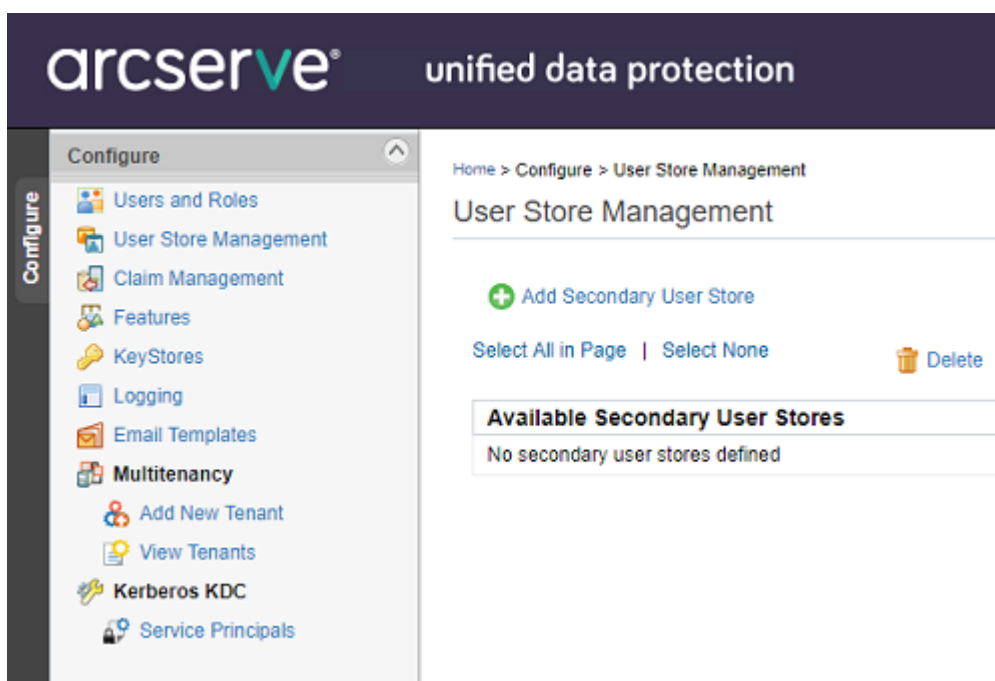 arcserve® unified data protection
Configure
Configure
Users and Roles
User Store Management
Claim Management
Features
KeyStores
Logging
Email Templates
Multitenancy
Add New Tenant
View Tenants
Kerberos KDC
Service Principals
Home > Configure > User Store Management
User Store Management
Add Secondary User Store
Select All in Page | Select None Delete
Available Secondary User Stores
No secondary user stores defined